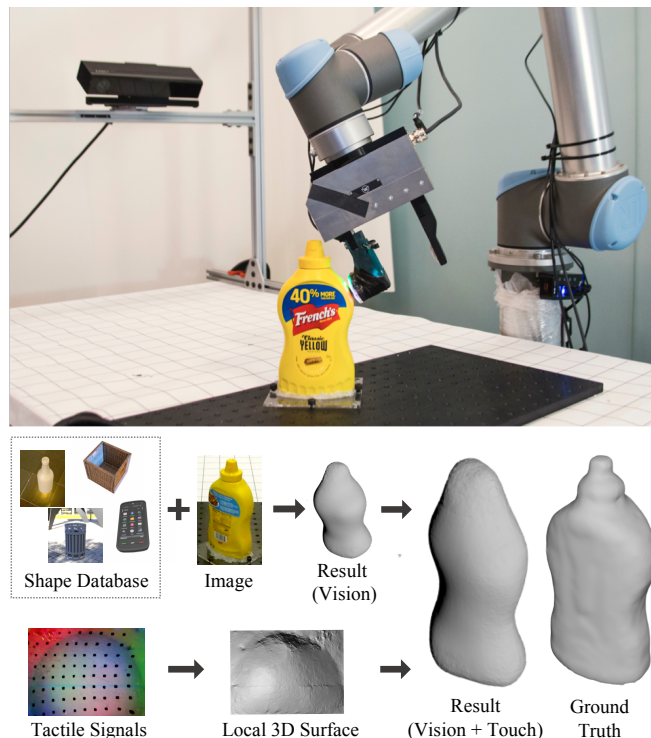 40% MORE
French's
Classic
YELLOW
Shape Database
Image
Result
(Vision)
Tactile Signals
Local 3D Surface
Result
(Vision + Touch)
Ground
Truth